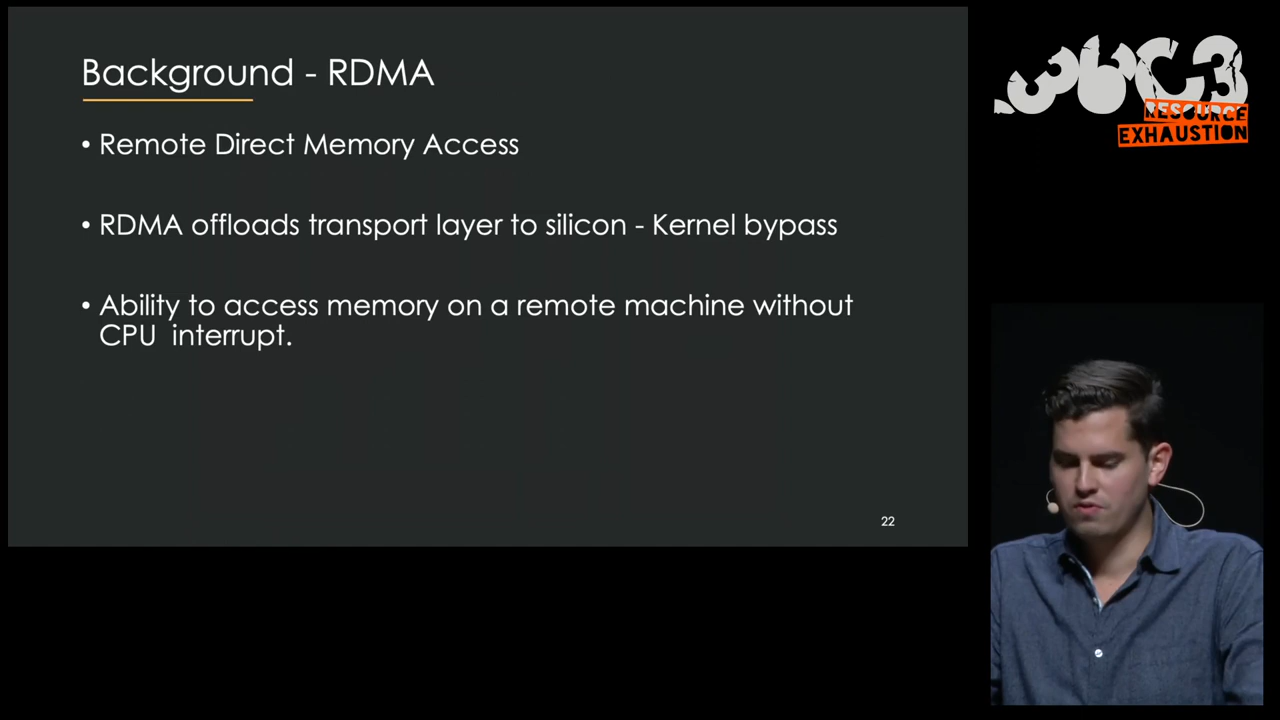 Background - RDMA
• Remote Direct Memory Access
• RDMA offloads transport layer to silicon - Kernel bypass
• Ability to access memory on a remote machine without
CPU interrupt.
22
36C3
RESOURCE
EXHAUSTION